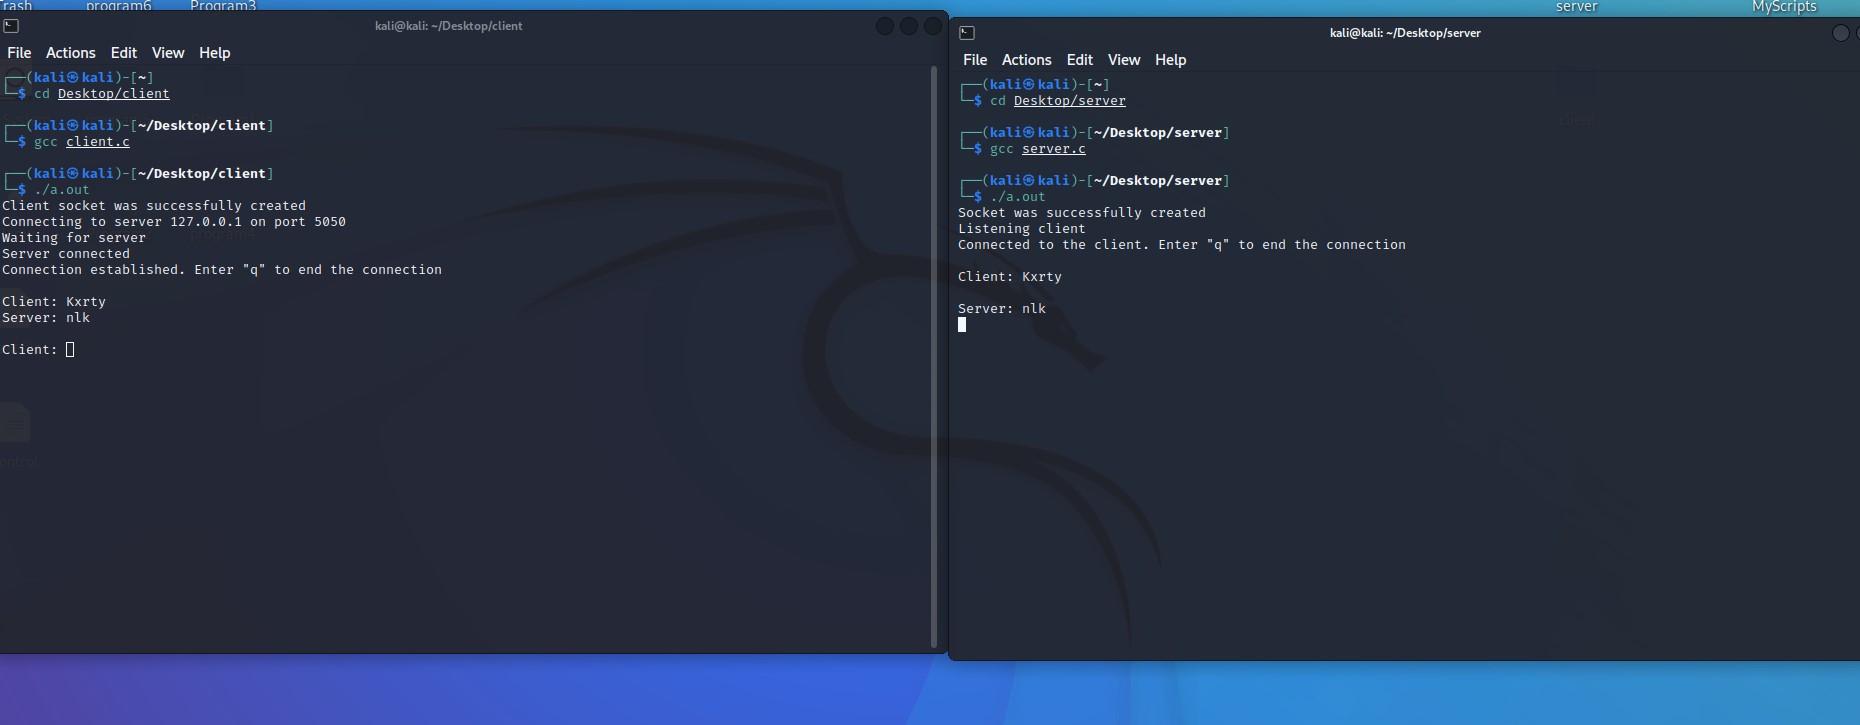 Trash
program6
Program3
server
MyScripts
kali@kali: ~/Desktop/client
File Actions Edit View Help
┌──(kali㉿kali)-[~]
└─$ cd Desktop/client
┌──(kali㉿kali)-[~/Desktop/client]
└─$ gcc client.c
┌──(kali㉿kali)-[~/Desktop/client]
└─$ ./a.out
Client socket was successfully created
Connecting to server 127.0.0.1 on port 5050
Waiting for server
Server connected
Connection established. Enter "q" to end the connection
Client: Kxrty
Server: nlk
Client:
kali@kali: ~/Desktop/server
File Actions Edit View Help
┌──(kali㉿kali)-[~]
└─$ cd Desktop/server
┌──(kali㉿kali)-[~/Desktop/server]
└─$ gcc server.c
┌──(kali㉿kali)-[~/Desktop/server]
└─$ ./a.out
Socket was successfully created
Listening client
Connected to the client. Enter "q" to end the connection
Client: Kxrty
Server: nlk
client